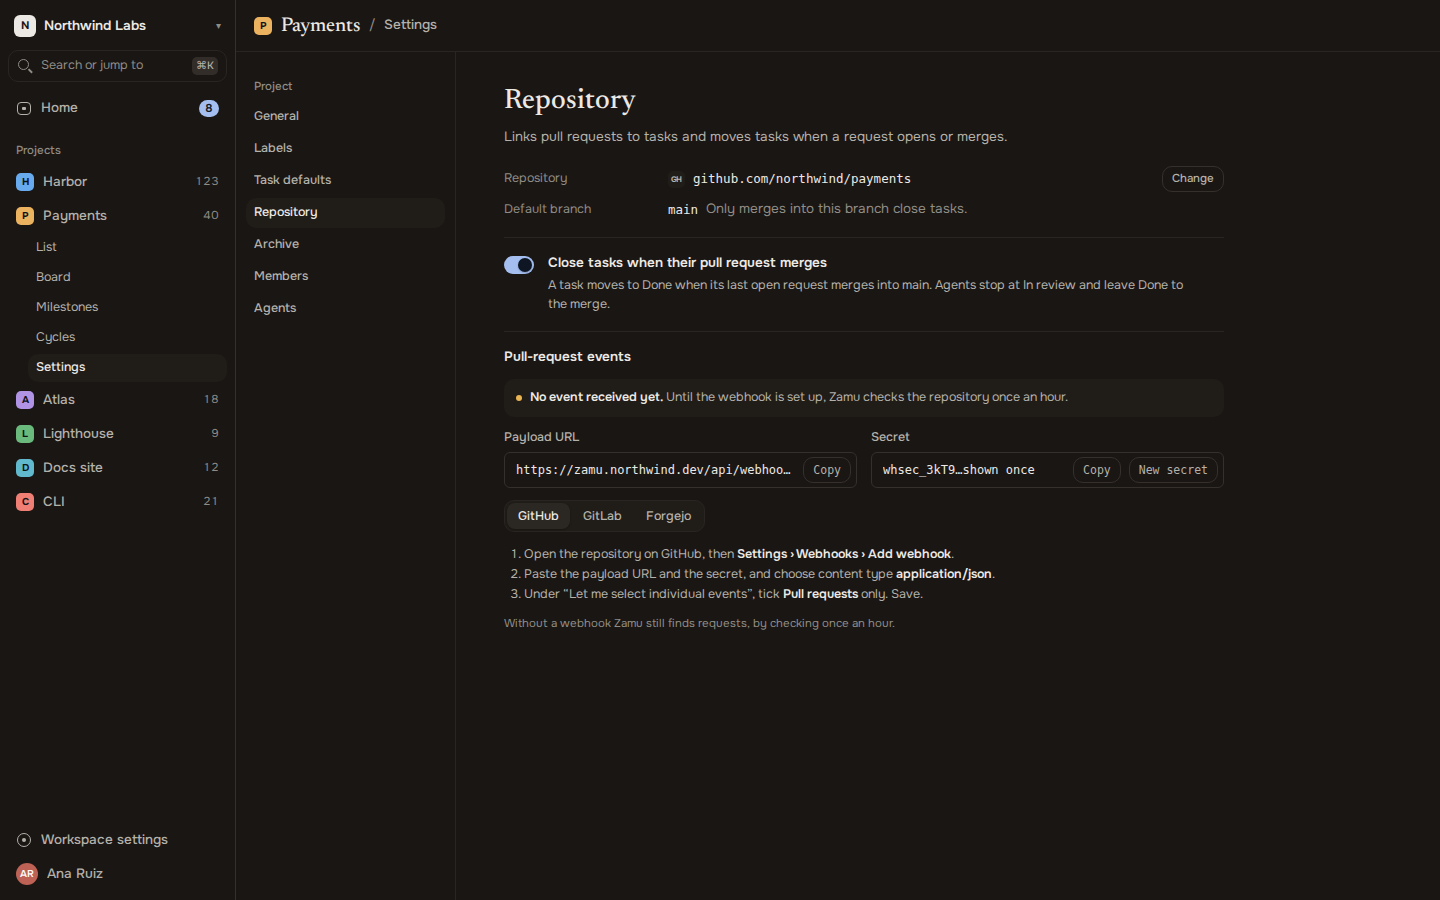 N Northwind Labs
Search or jump to ⌘K
Home 8
Projects
H Harbor 123
P Payments 40
List
Board
Milestones
Cycles
Settings
A Atlas 18
L Lighthouse 9
D Docs site 12
C CLI 21
Workspace settings
AR Ana Ruiz
P Payments / Settings
Project
General
Labels
Task defaults
Repository
Archive
Members
Agents
Repository
Links pull requests to tasks and moves tasks when a request opens or merges.
Repository GH github.com/northwind/payments Change
Default branch main Only merges into this branch close tasks.
Close tasks when their pull request merges
A task moves to Done when its last open request merges into main. Agents stop at In review and leave Done to
the merge.
Pull-request events
No event received yet. Until the webhook is set up, Zamu checks the repository once an hour.
Payload URL Secret
https://zamu.northwind.dev/api/webhoo… Copy whsec_3kT9…shown once Copy New secret
GitHub GitLab Forgejo
1. Open the repository on GitHub, then Settings › Webhooks › Add webhook.
2. Paste the payload URL and the secret, and choose content type application/json.
3. Under “Let me select individual events”, tick Pull requests only. Save.
Without a webhook Zamu still finds requests, by checking once an hour.